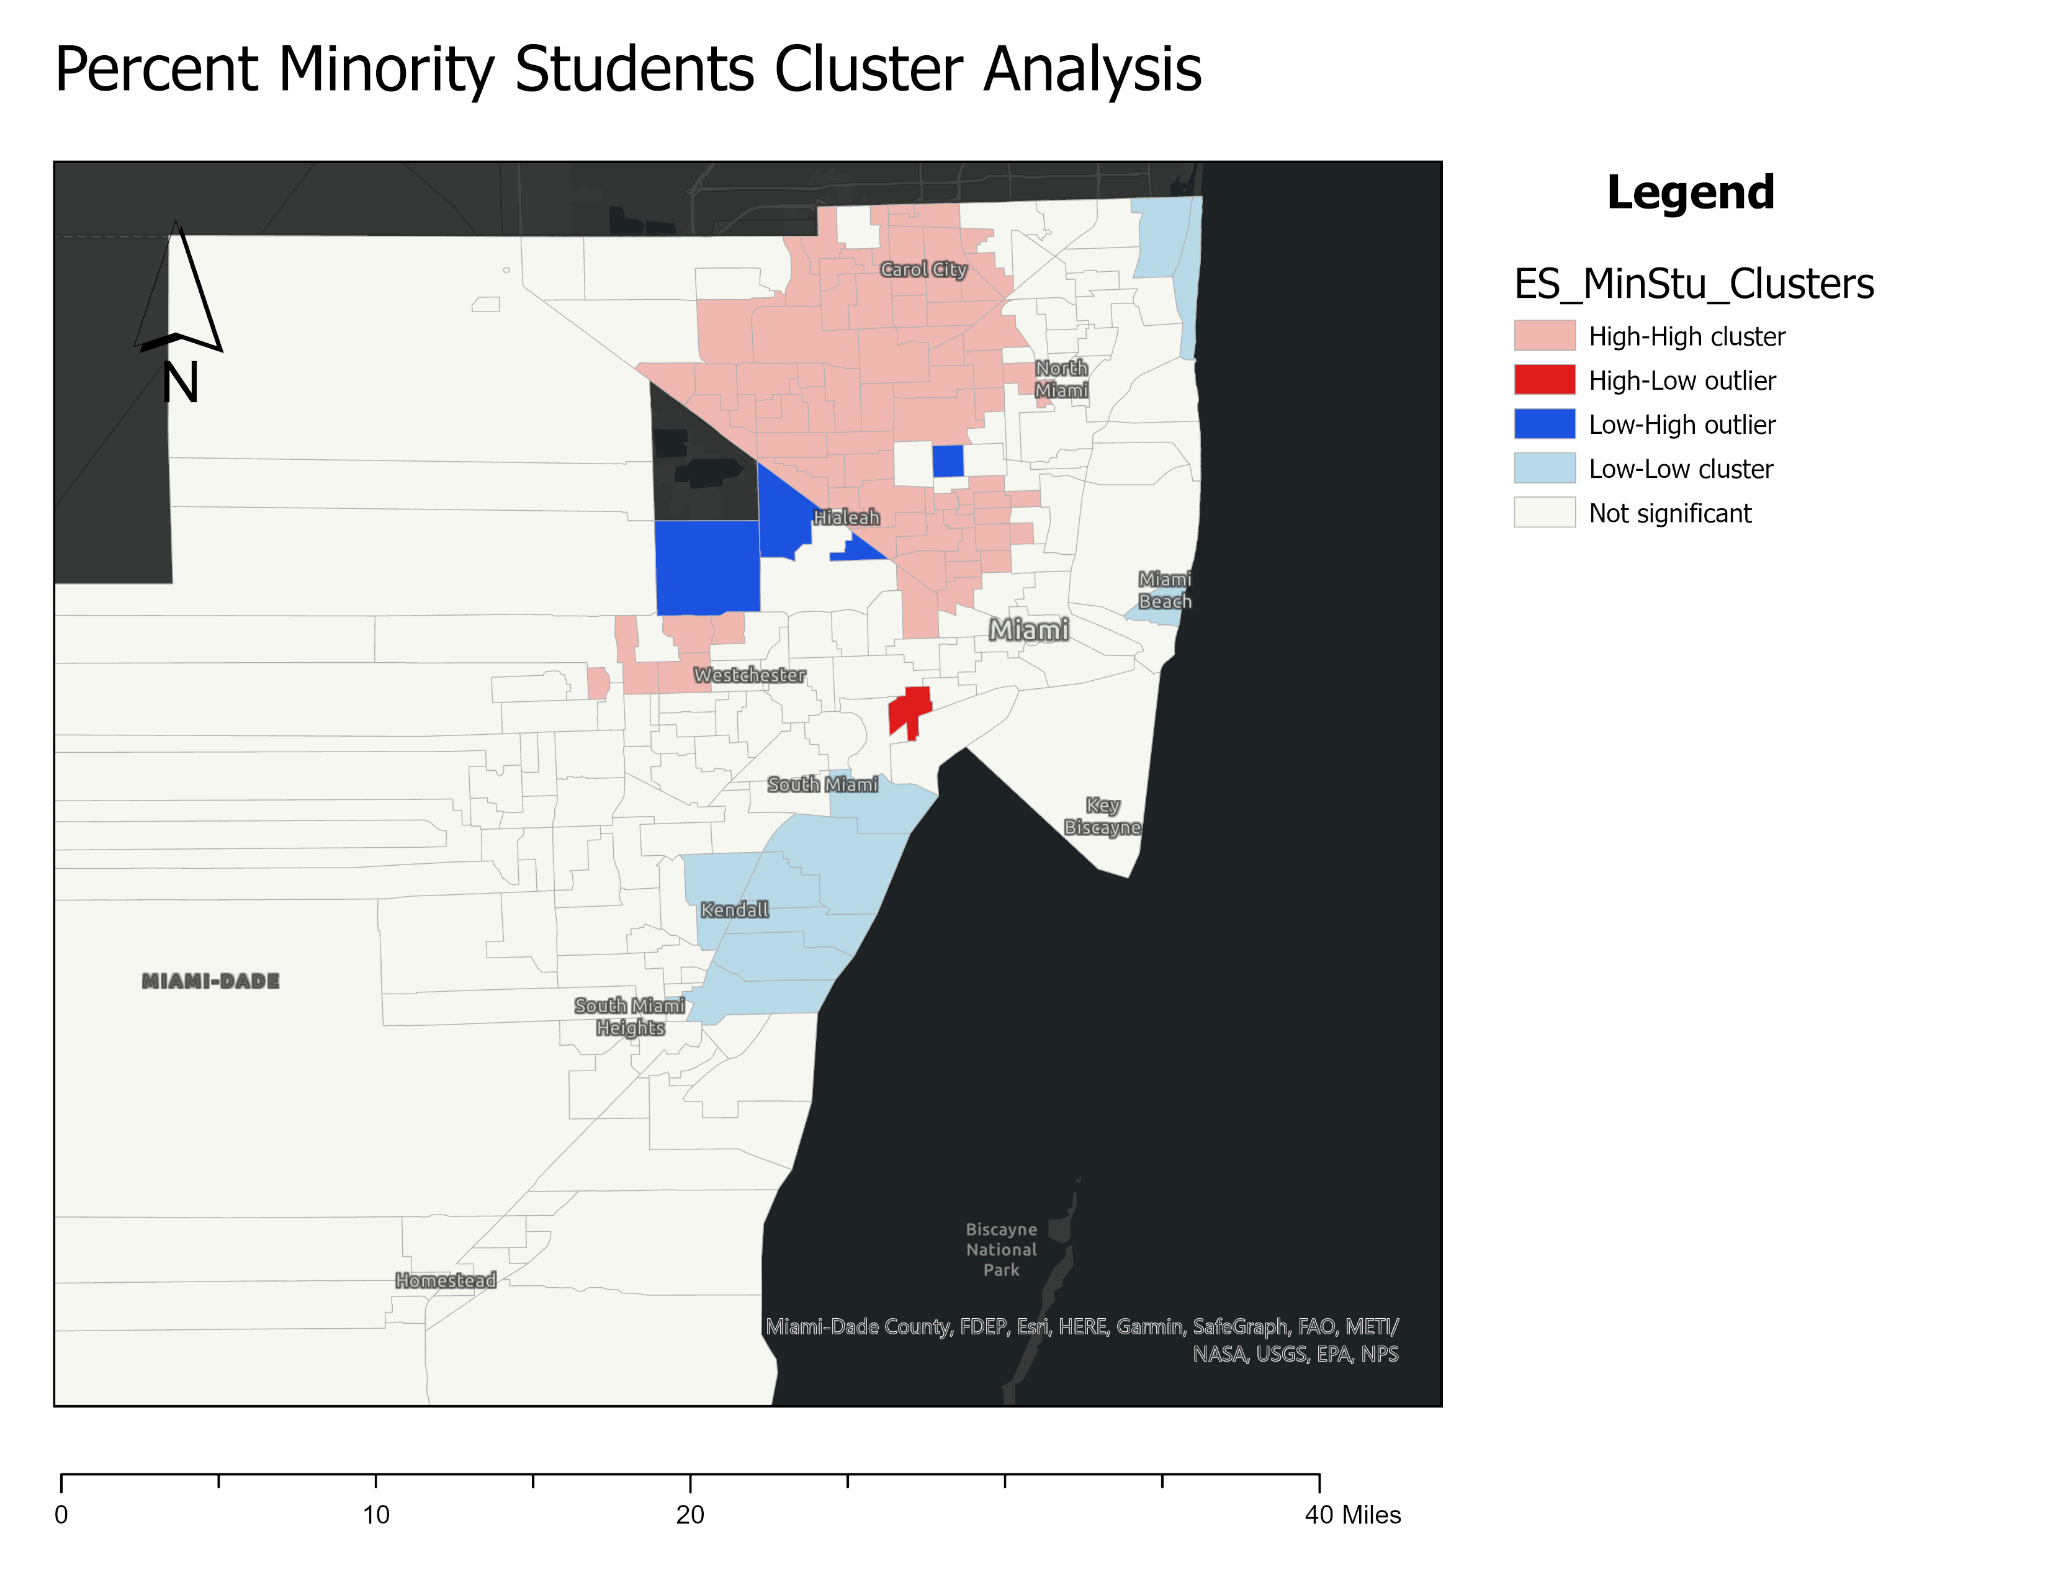 Percent Minority Students Cluster Analysis
Legend
ES_MinStu_Clusters
High-High cluster
High-Low outlier
Low-High outlier
Low-Low cluster
Not significant
N
Carol City
North
Miami
Hialeah
Miami
Beach
Miami
Westchester
South Miami
Key
Biscayne
Kendall
MIAMI-DADE
South Miami
Heights
Biscayne
National
Park
Homestead
Miami-Dade County, FDEP, Esri, HERE, Garmin, SafeGraph, FAO, METI/
NASA, USGS, EPA, NPS
0 10 20 40 Miles